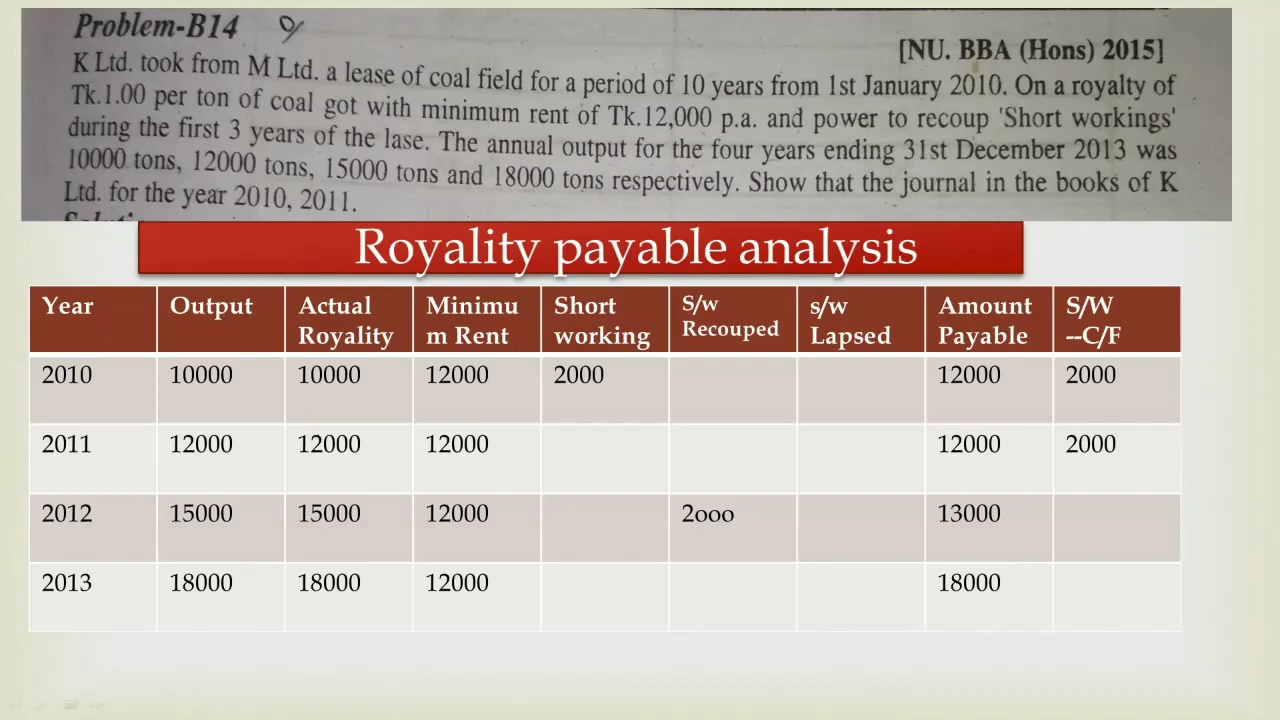 Problem-B14
[NU. BBA (Hons) 2015]
K Ltd. took from M Ltd. a lease of coal field for a period of 10 years from 1st January 2010. On a royalty of
Tk.1.00 per ton of coal got with minimum rent of Tk.12,000 p.a. and power to recoup 'Short workings'
during the first 3 years of the lase. The annual output for the four years ending 31st December 2013 was
10000 tons, 12000 tons, 15000 tons and 18000 tons respectively. Show that the journal in the books of K
Ltd. for the year 2010, 2011.
Royality payable analysis
Year Output Actual Royality Minimum Rent Short working S/w Recouped s/w Lapsed Amount Payable S/W --C/F
2010 10000 10000 12000 2000 12000 2000
2011 12000 12000 12000 12000 2000
2012 15000 15000 12000 2ooo 13000
2013 18000 18000 12000 18000